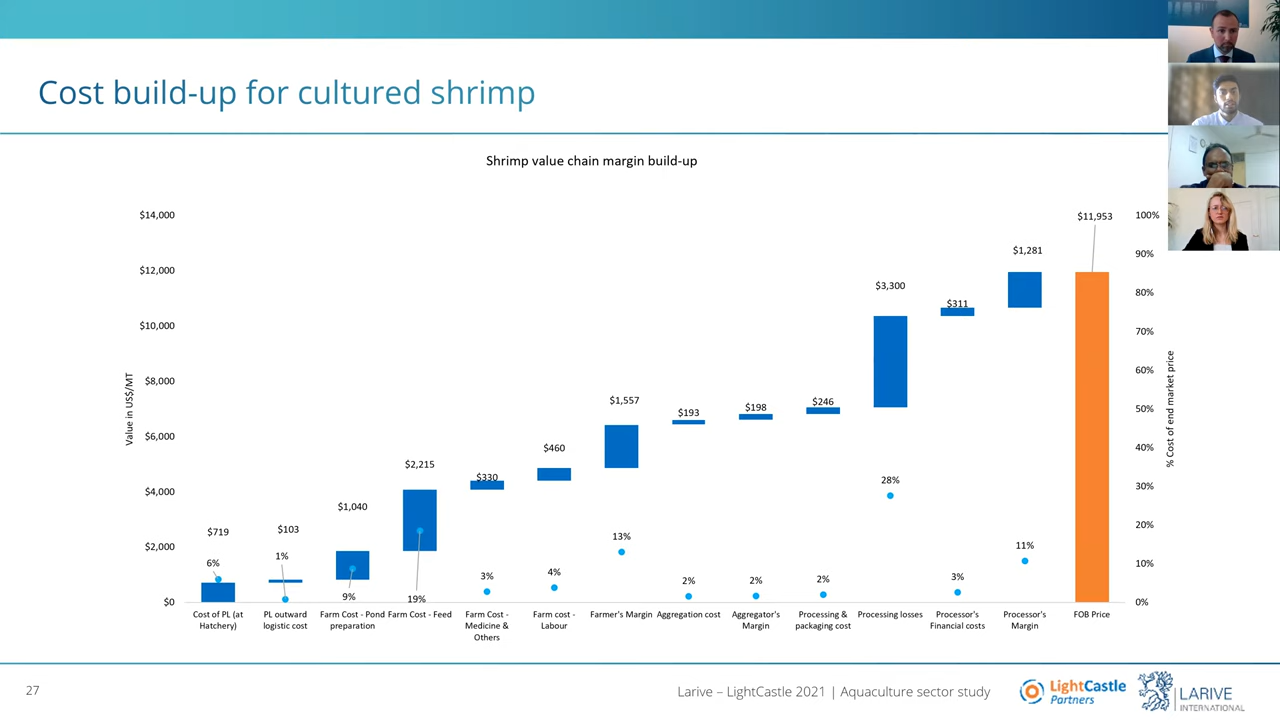 Cost build-up for cultured shrimp
Shrimp value chain margin build-up
Value in US$/MT
$14,000
$12,000
$10,000
$8,000
$6,000
$4,000
$2,000
$0
$719
$103
$1,040
$2,215
$330
$460
$1,557
$193
$198
$246
$3,300
$311
$1,281
$11,953
6%
1%
9%
19%
3%
4%
13%
2%
2%
2%
28%
3%
11%
100%
90%
80%
70%
60%
50%
40%
30%
20%
10%
0%
% Cost of end market price
Cost of PL (at
Hatchery)
PL outward
logistic cost
Farm Cost - Pond
preparation
Farm Cost - Feed
Farm Cost -
Medicine &
Others
Farm cost -
Labour
Farmer's Margin
Aggregation cost
Aggregator's
Margin
Processing &
packaging cost
Processing losses
Processor's
Financial costs
Processor's
Margin
FOB Price
27
Larive – LightCastle 2021 | Aquaculture sector study
LightCastle
Partners
LARIVE
INTERNATIONAL